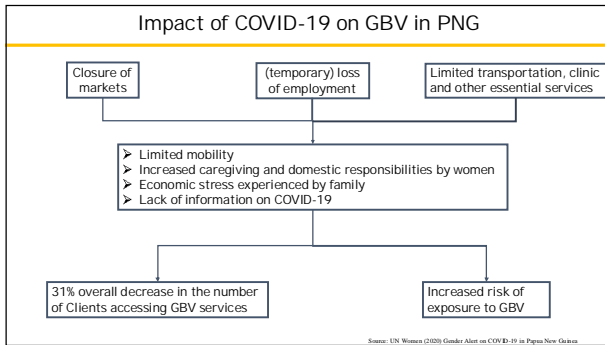 Impact of COVID-19 on GBV in PNG
Closure of
markets
(temporary) loss
of employment
Limited transportation, clinic
and other essential services
➢ Limited mobility
➢ Increased caregiving and domestic responsibilities by women
➢ Economic stress experienced by family
➢ Lack of information on COVID-19
31% overall decrease in the number
of Clients accessing GBV services
Increased risk of
exposure to GBV
Source: UN Women (2020) Gender Alert on COVID-19 in Papua New Guinea